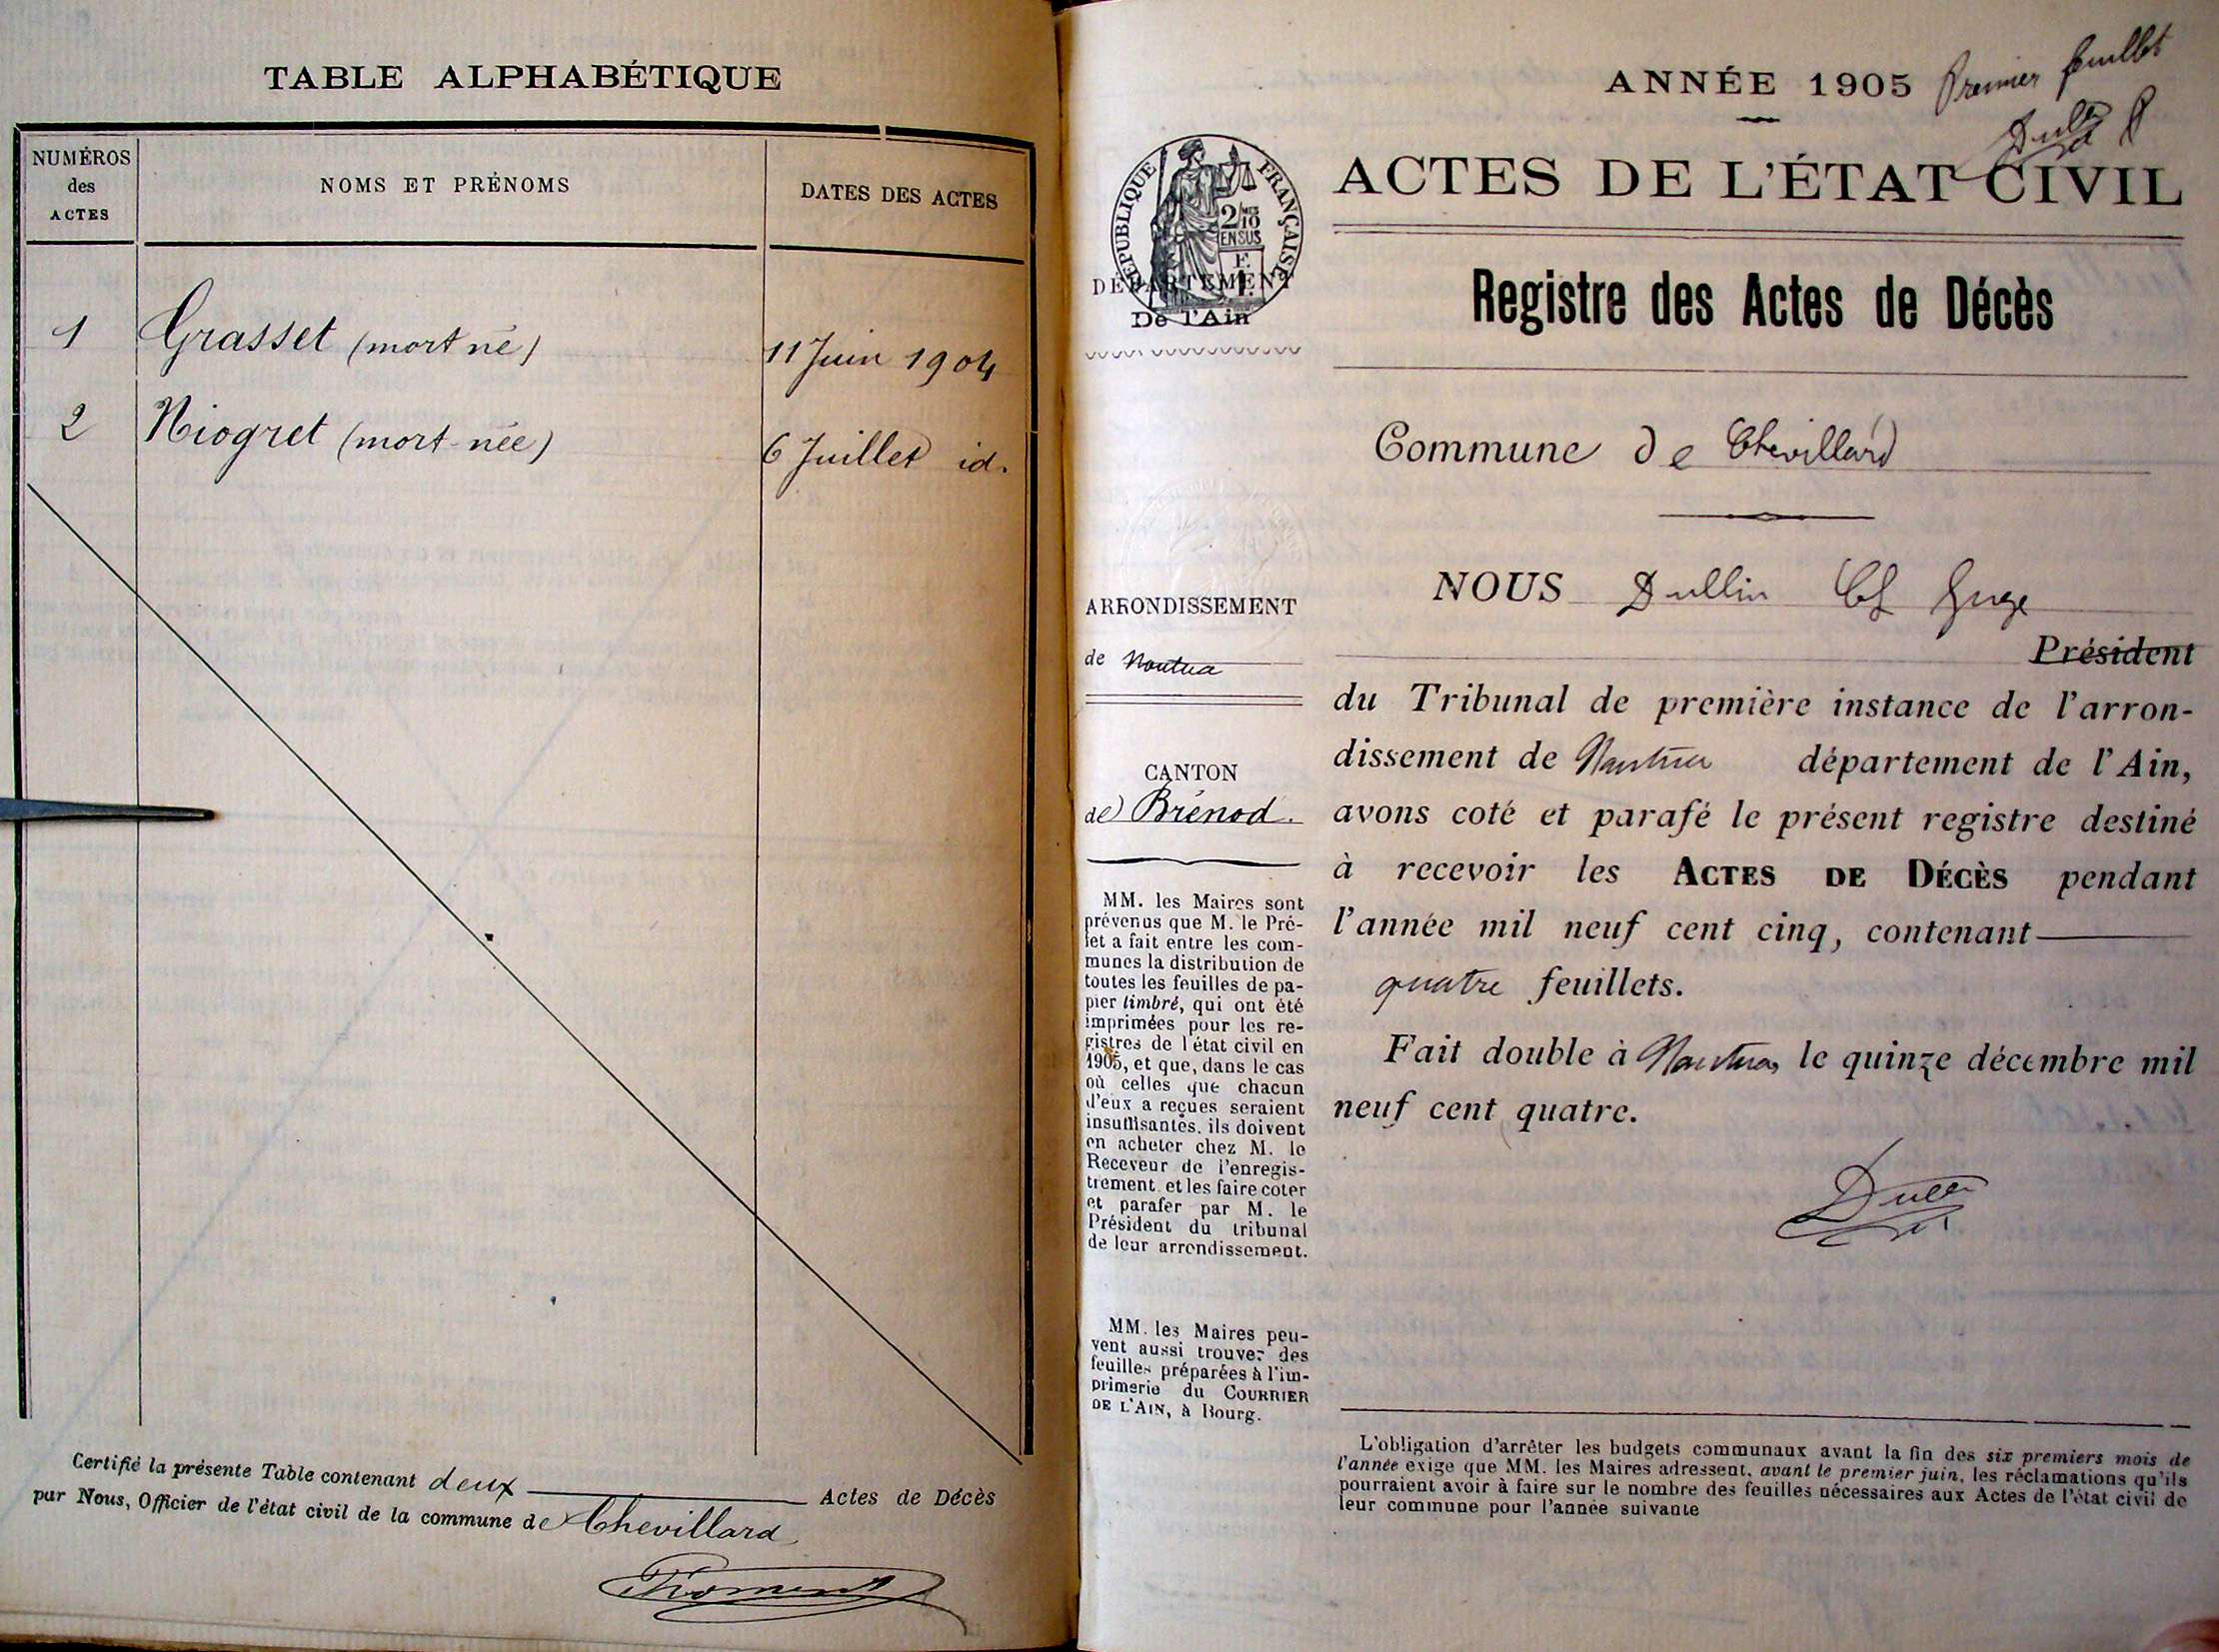 TABLE ALPHABÉTIQUE
NUMÉROS
des
ACTES
NOMS ET PRÉNOMS
DATES DES ACTES
1 Grasset (mort né) 11 Juin 1904
2 Niogret (mort-née) 6 Juillet id.
Certifié la présente Table contenant deux Actes de Décès
par Nous, Officier de l'état civil de la commune de Chevillard
ANNÉE 1905 Premier feuillet
ACTES DE L'ÉTAT CIVIL
RÉPUBLIQUE FRANÇAISE
2/10
EN SUS
DÉPARTEMENT
De l'Ain
Registre des Actes de Décès
Commune de Chevillard
ARRONDISSEMENT
de Nantua
CANTON
de Brénod.
MM. les Maires sont
prévenus que M. le Pré-
fet a fait entre les com-
munes la distribution de
toutes les feuilles de pa-
pier timbré, qui ont été
imprimées pour les re-
gistres de l'état civil en
1905, et que, dans le cas
où celles que chacun
d'eux a reçues seraient
insuffisantes, ils doivent
en acheter chez M. le
Receveur de l'enregis-
trement et les faire coter
et parafer par M. le
Président du tribunal
de leur arrondissement.
MM. les Maires peu-
vent aussi trouver des
feuilles préparées à l'im-
primerie du COURRIER
DE L'AIN, à Bourg.
NOUS Dullin Ch Juge
Président
du Tribunal de première instance de l'arron-
dissement de Nantua département de l'Ain,
avons coté et parafé le présent registre destiné
à recevoir les ACTES DE DÉCÈS pendant
l'année mil neuf cent cinq, contenant
quatre feuillets.
Fait double à Nantua, le quinze décembre mil
neuf cent quatre.
L'obligation d'arrêter les budgets communaux avant la fin des six premiers mois de
l'année exige que MM. les Maires adressent, avant le premier juin, les réclamations qu'ils
pourraient avoir à faire sur le nombre des feuilles nécessaires aux Actes de l'état civil de
leur commune pour l'année suivante